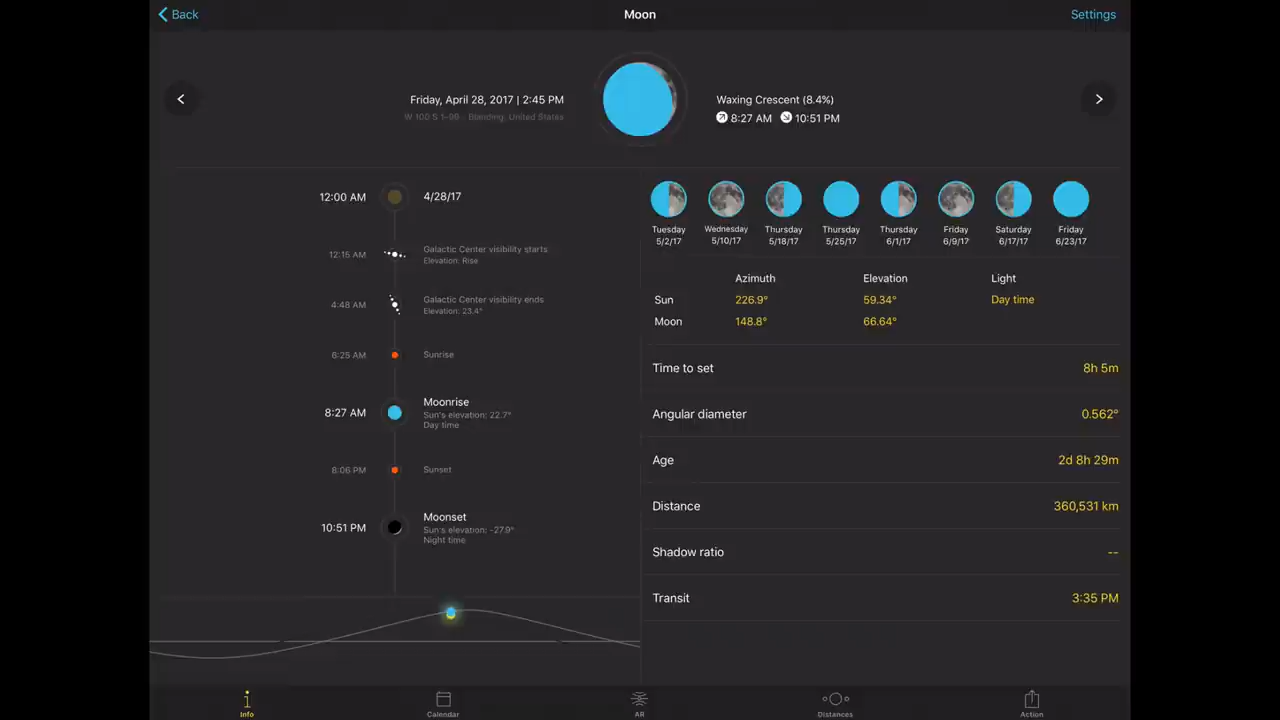 Back
Moon
Settings
Friday, April 28, 2017 | 2:45 PM
W 100 S 1-99 - Blanding, United States
Waxing Crescent (8.4%)
8:27 AM 10:51 PM
12:00 AM 4/28/17
12:15 AM Galactic Center visibility starts
Elevation: Rise
4:48 AM Galactic Center visibility ends
Elevation: 23.4°
6:25 AM Sunrise
8:27 AM Moonrise
Sun's elevation: 22.7°
Day time
8:06 PM Sunset
10:51 PM Moonset
Sun's elevation: -27.9°
Night time
Tuesday Wednesday Thursday Thursday Thursday Friday Saturday Friday
5/2/17 5/10/17 5/18/17 5/25/17 6/1/17 6/9/17 6/17/17 6/23/17
Azimuth Elevation Light
Sun 226.9° 59.34° Day time
Moon 148.8° 66.64°
Time to set 8h 5m
Angular diameter 0.562°
Age 2d 8h 29m
Distance 360,531 km
Shadow ratio --
Transit 3:35 PM
Info Calendar AR Distances Action